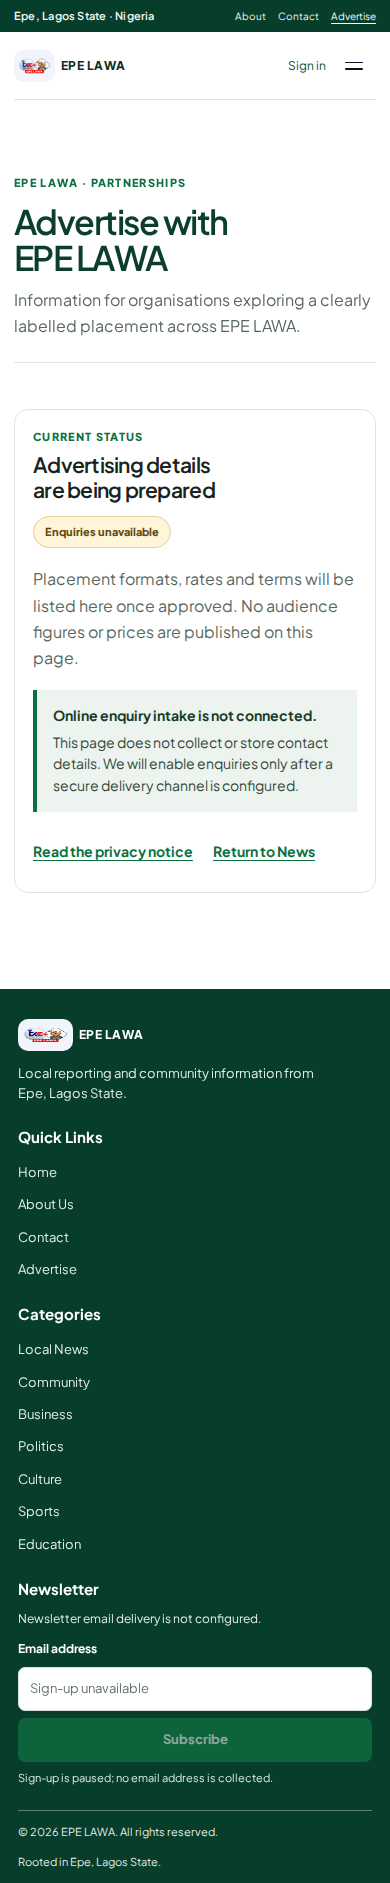 Epe, Lagos State · Nigeria
About Contact Advertise
EPE LAWA
Sign in
EPE LAWA · PARTNERSHIPS
Advertise with
EPE LAWA
Information for organisations exploring a clearly
labelled placement across EPE LAWA.
CURRENT STATUS
Advertising details
are being prepared
Enquiries unavailable
Placement formats, rates and terms will be
listed here once approved. No audience
figures or prices are published on this
page.
Online enquiry intake is not connected.
This page does not collect or store contact
details. We will enable enquiries only after a
secure delivery channel is configured.
Read the privacy notice Return to News
EPE LAWA
Local reporting and community information from
Epe, Lagos State.
Quick Links
Home
About Us
Contact
Advertise
Categories
Local News
Community
Business
Politics
Culture
Sports
Education
Newsletter
Newsletter email delivery is not configured.
Email address
Sign-up unavailable
Subscribe
Sign-up is paused; no email address is collected.
© 2026 EPE LAWA. All rights reserved.
Rooted in Epe, Lagos State.